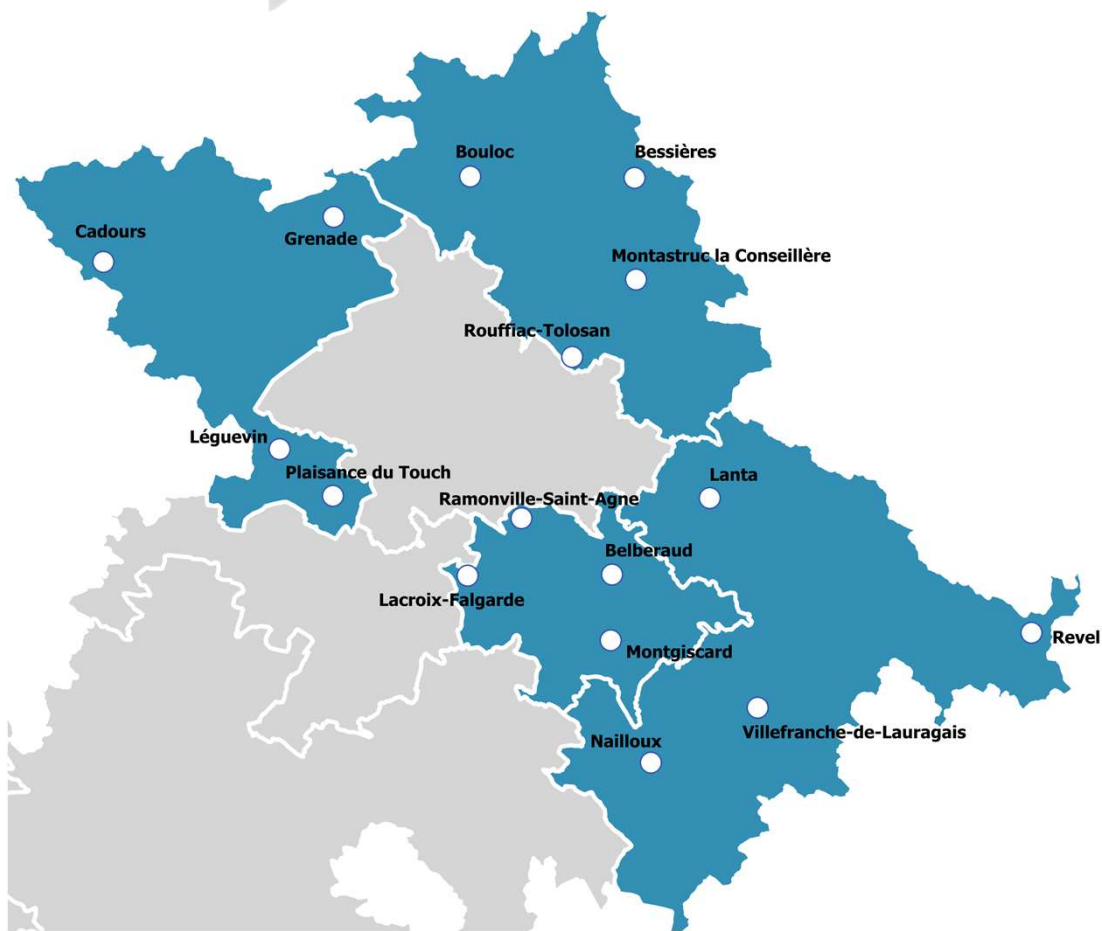 Bouloc
Bessières
Cadours
Grenade
Montastruc la Conseillère
Rouffiac-Tolosan
Léguevin
Plaisance du Touch
Lanta
Ramonville-Saint-Agne
Belberaud
Lacroix-Falgarde
Revel
Montgiscard
Villefranche-de-Lauragais
Nailloux